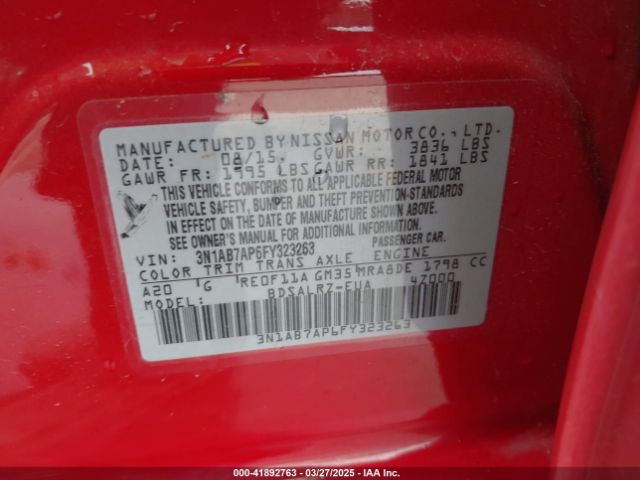 MANUFACTURED BY NISSAN MOTOR CO., LTD.
DATE: 08/15 GVWR: 3836 LBS
GAWR FR: 1995 LBS GAWR RR: 1841 LBS
THIS VEHICLE CONFORMS TO ALL APPLICABLE FEDERAL MOTOR
VEHICLE SAFETY, BUMPER AND THEFT PREVENTION STANDARDS
IN EFFECT ON THE DATE OF MANUFACTURE SHOWN ABOVE.
SEE OWNER'S MANUAL FOR ADDITIONAL INFORMATION.
VIN: 3N1AB7AP6FY323263 PASSENGER CAR.
COLOR TRIM TRANS AXLE ENGINE
A20 G RE0F11A GM35 MRA8DE 1798 CC
MODEL: BDSALRZ-EUA 4Z000
3N1AB7AP6FY323263
000-41892763 | 03/27/2025 | IAAI.COM